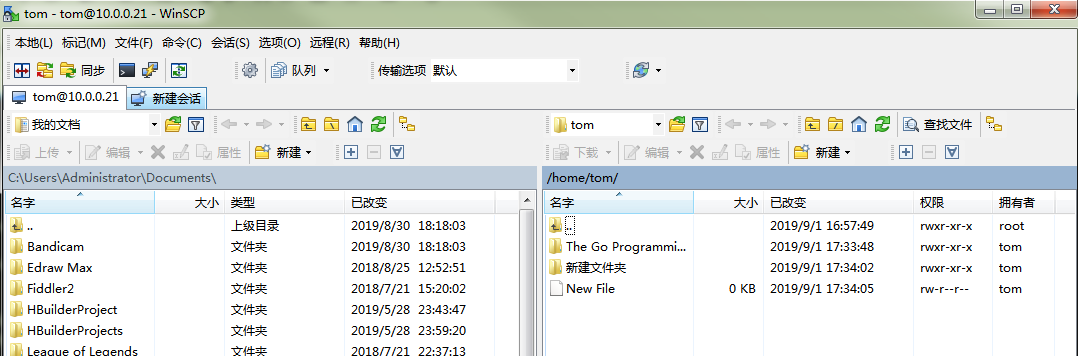 tom - tom@10.0.0.21 - WinSCP
本地(L) 标记(M) 文件(F) 命令(C) 会话(S) 选项(O) 远程(R) 帮助(H)
同步 队列 传输选项 默认
tom@10.0.0.21 新建会话
我的文档 tom 查找文件
上传 编辑 属性 新建 下载 编辑 属性 新建
C:\Users\Administrator\Documents\ /home/tom/
名字 大小 类型 已改变 名字 大小 已改变 权限 拥有者
.. 上级目录 2019/8/30 18:18:03 .. 2019/9/1 16:57:49 rwxr-xr-x root
Bandicam 文件夹 2019/8/30 18:18:03 The Go Programmi... 2019/9/1 17:33:48 rwxr-xr-x tom
Edraw Max 文件夹 2018/8/25 12:52:51 新建文件夹 2019/9/1 17:34:02 rwxr-xr-x tom
Fiddler2 文件夹 2018/7/21 15:20:02 New File 0 KB 2019/9/1 17:34:05 rw-r--r-- tom
HBuilderProject 文件夹 2019/5/28 23:43:47
HBuilderProjects 文件夹 2019/5/28 23:59:20
League of Legends 文件夹 2018/7/21 22:37:13